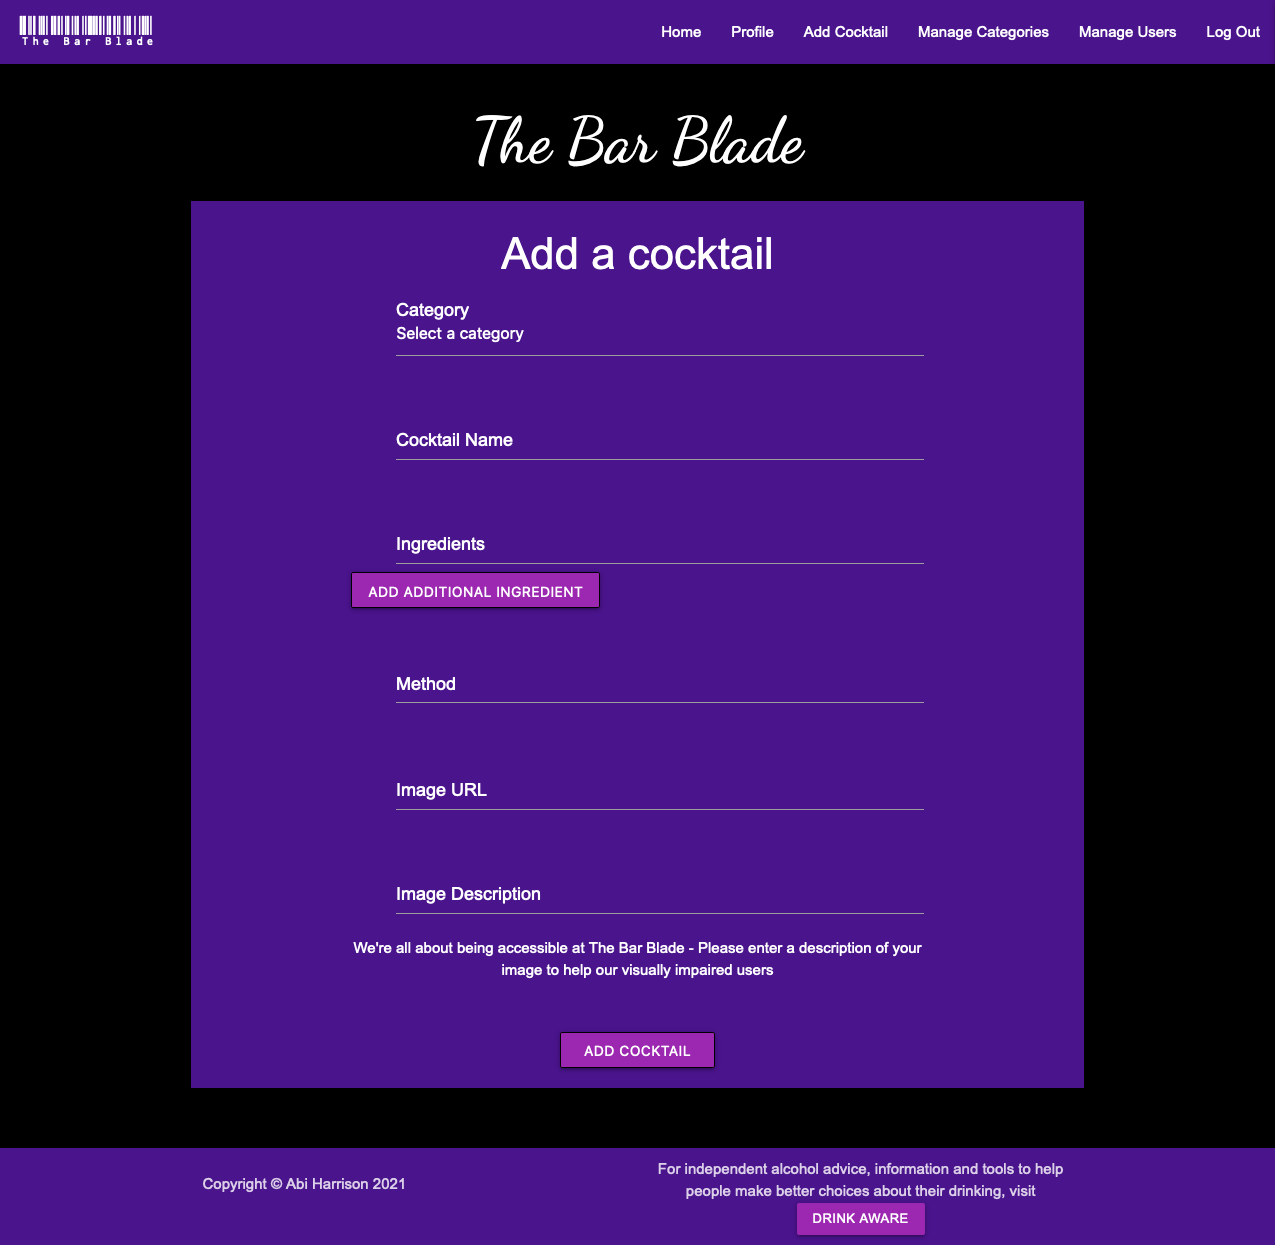 The Bar Blade
Home Profile Add Cocktail Manage Categories Manage Users Log Out
The Bar Blade
Add a cocktail
Category
Select a category
Cocktail Name
Ingredients
ADD ADDITIONAL INGREDIENT
Method
Image URL
Image Description
We're all about being accessible at The Bar Blade - Please enter a description of your
image to help our visually impaired users
ADD COCKTAIL
Copyright © Abi Harrison 2021
For independent alcohol advice, information and tools to help
people make better choices about their drinking, visit
DRINK AWARE